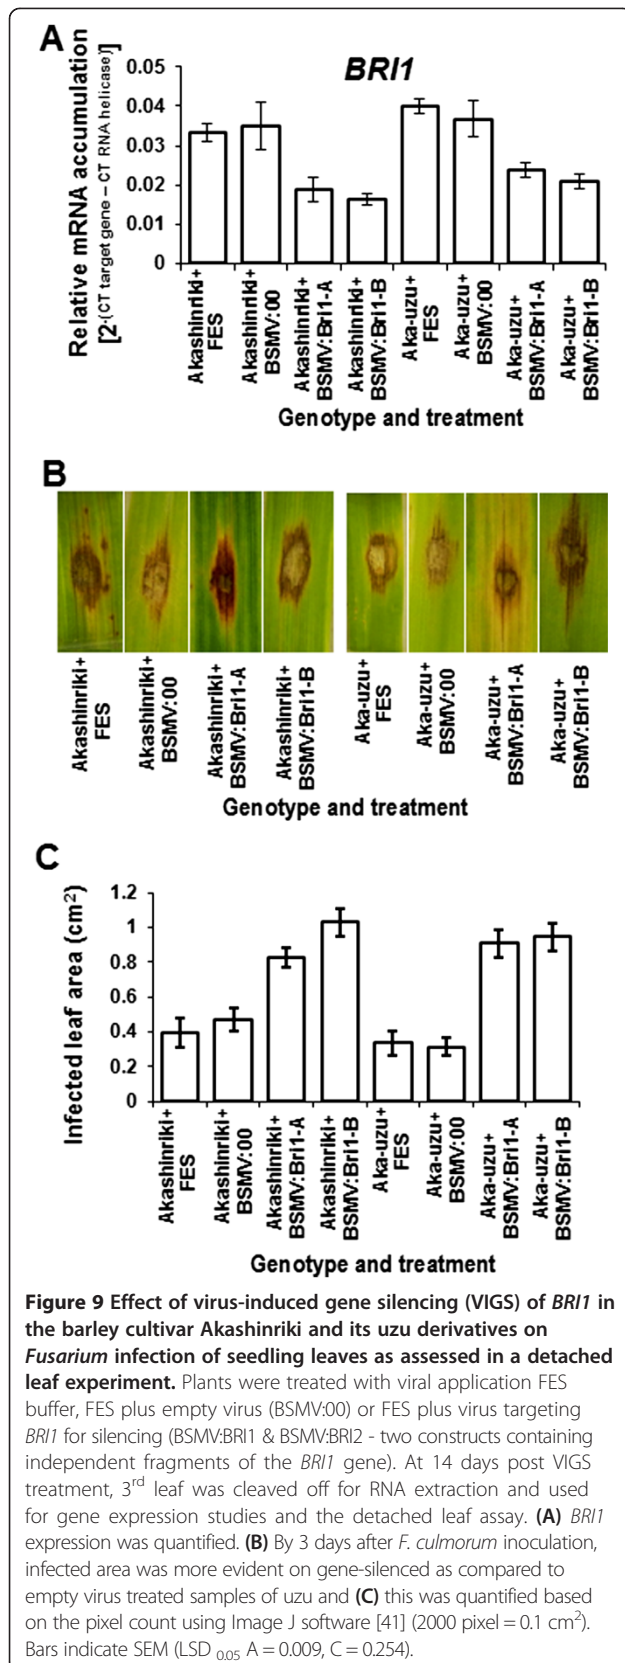 A
BRI1
Relative mRNA accumulation
[2-(CT target gene – CT RNA helicase)]
0.05
0.04
0.03
0.02
0.01
0
Akashinriki+
FES
Akashinriki+
BSMV:00
Akashinriki+
BSMV:Bri1-A
Akashinriki+
BSMV:Bri1-B
Aka-uzu+
FES
Aka-uzu+
BSMV:00
Aka-uzu+
BSMV:Bri1-A
Aka-uzu+
BSMV:Bri1-B
Genotype and treatment
B
Akashinriki+
FES
Akashinriki+
BSMV:00
Akashinriki+
BSMV:Bri1-A
Akashinriki+
BSMV:Bri1-B
Aka-uzu+
FES
Aka-uzu+
BSMV:00
Aka-uzu+
BSMV:Bri1-A
Aka-uzu+
BSMV:Bri1-B
Genotype and treatment
C
Infected leaf area (cm²)
1.2
1
0.8
0.6
0.4
0.2
0
Akashinriki+
FES
Akashinriki+
BSMV:00
Akashinriki+
BSMV:Bri1-A
Akashinriki+
BSMV:Bri1-B
Aka-uzu+
FES
Aka-uzu+
BSMV:00
Aka-uzu+
BSMV:Bri1-A
Aka-uzu+
BSMV:Bri1-B
Genotype and treatment
Figure 9 Effect of virus-induced gene silencing (VIGS) of BRI1 in
the barley cultivar Akashinriki and its uzu derivatives on
Fusarium infection of seedling leaves as assessed in a detached
leaf experiment. Plants were treated with viral application FES
buffer, FES plus empty virus (BSMV:00) or FES plus virus targeting
BRI1 for silencing (BSMV:BRI1 & BSMV:BRI2 - two constructs containing
independent fragments of the BRI1 gene). At 14 days post VIGS
treatment, 3rd leaf was cleaved off for RNA extraction and used
for gene expression studies and the detached leaf assay. (A) BRI1
expression was quantified. (B) By 3 days after F. culmorum inoculation,
infected area was more evident on gene-silenced as compared to
empty virus treated samples of uzu and (C) this was quantified based
on the pixel count using Image J software [41] (2000 pixel = 0.1 cm²).
Bars indicate SEM (LSD 0.05 A = 0.009, C = 0.254).